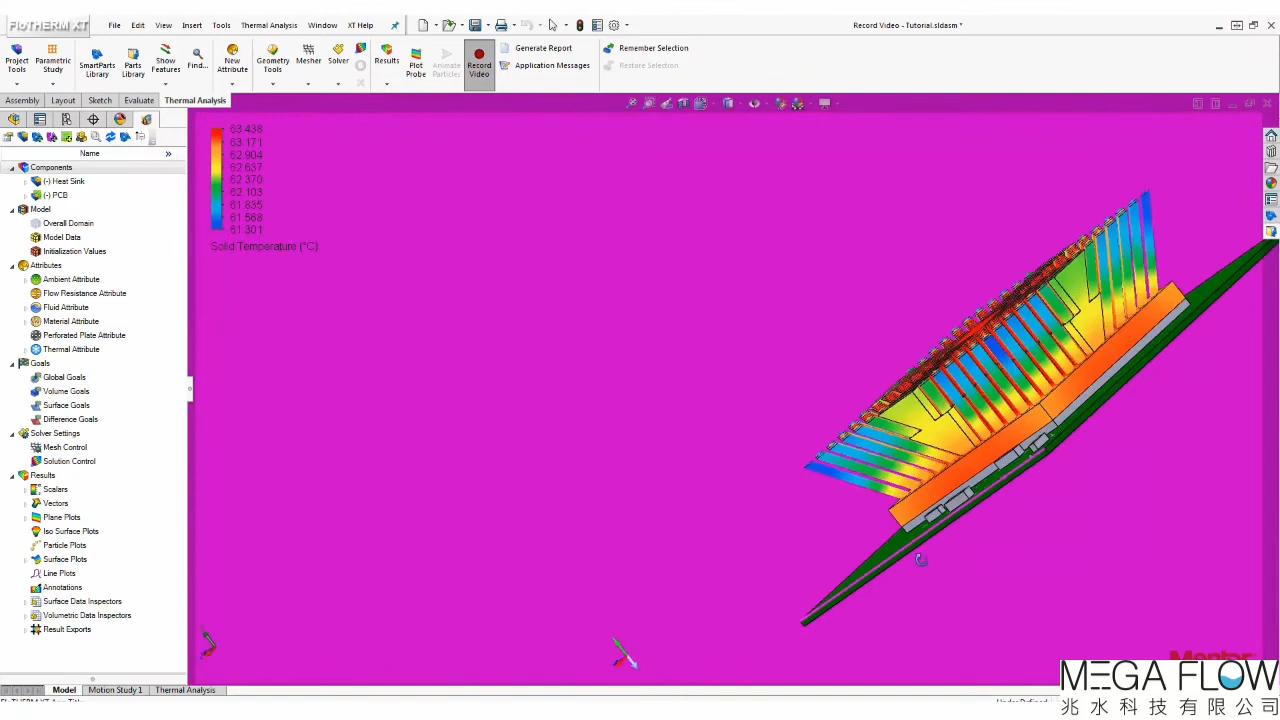 FloTHERM XT
File Edit View Insert Tools Thermal Analysis Window XT Help
Record Video - Tutorial.sldasm *
Project Tools
Parametric Study
SmartParts Library
Parts Library
Show Features
Find...
New Attribute
Geometry Tools
Mesher
Solver
Results
Plot Probe
Animate Particles
Record Video
Generate Report
Application Messages
Remember Selection
Restore Selection
Assembly Layout Sketch Evaluate Thermal Analysis
Name
Components
(-) Heat Sink
(-) PCB
Model
Overall Domain
Model Data
Initialization Values
Attributes
Ambient Attribute
Flow Resistance Attribute
Fluid Attribute
Material Attribute
Perforated Plate Attribute
Thermal Attribute
Goals
Global Goals
Volume Goals
Surface Goals
Difference Goals
Solver Settings
Mesh Control
Solution Control
Results
Scalars
Vectors
Plane Plots
Iso Surface Plots
Particle Plots
Surface Plots
Line Plots
Annotations
Surface Data Inspectors
Volumetric Data Inspectors
Result Exports
63.438
63.171
62.904
62.637
62.370
62.103
61.835
61.568
61.301
Solid Temperature (°C)
Model Motion Study 1 Thermal Analysis
MEGA FLOW
兆水科技有限公司